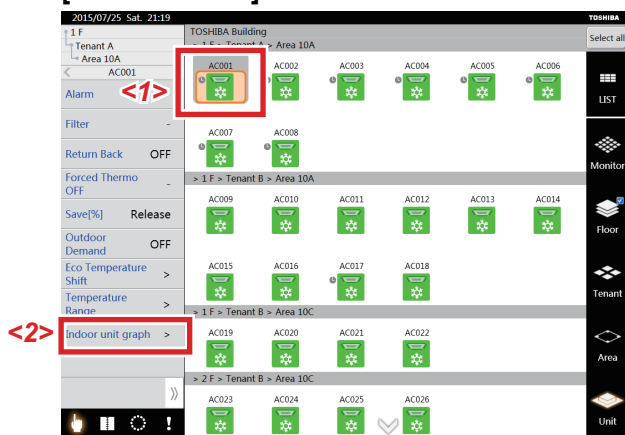 2015/07/25 Sat. 21:19
TOSHIBA
1 F
Tenant A
Area 10A
< AC001
Alarm
Filter -
Return Back OFF
Forced Thermo OFF -
Save[%] Release
Outdoor Demand OFF
Eco Temperature Shift >
Temperature Range >
Indoor unit graph >
<1>
<2>
TOSHIBA Building
> 1 F > Tenant A > Area 10A
AC001 AC002 AC003 AC004 AC005 AC006
AC007 AC008
> 1 F > Tenant B > Area 10A
AC009 AC010 AC011 AC012 AC013 AC014
AC015 AC016 AC017 AC018
> 1 F > Tenant B > Area 10C
AC019 AC020 AC021 AC022
> 2 F > Tenant B > Area 10C
AC023 AC024 AC025 AC026
Select all
LIST
Monitor
Floor
Tenant
Area
Unit